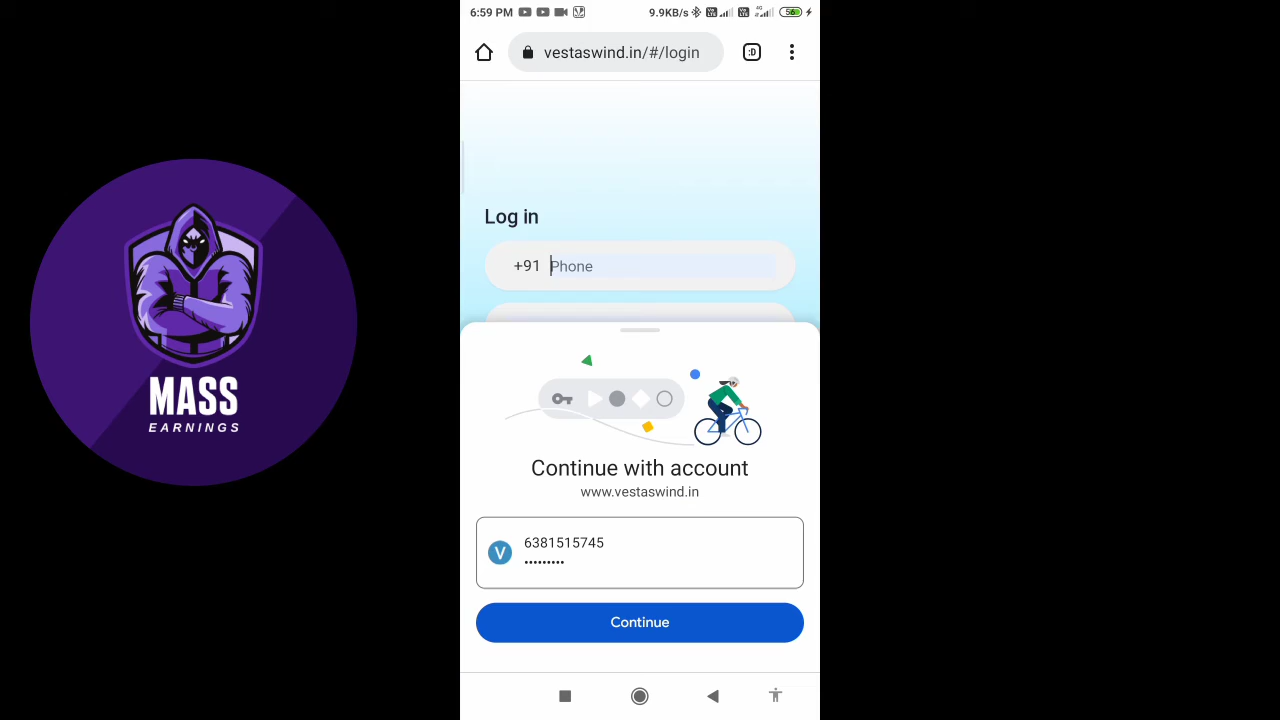 6:59 PM
9.9KB/s
56
vestaswind.in/#/login
:D
Log in
+91 Phone
Continue with account
www.vestaswind.in
V
6381515745
•••••••••
Continue
MASS
EARNINGS